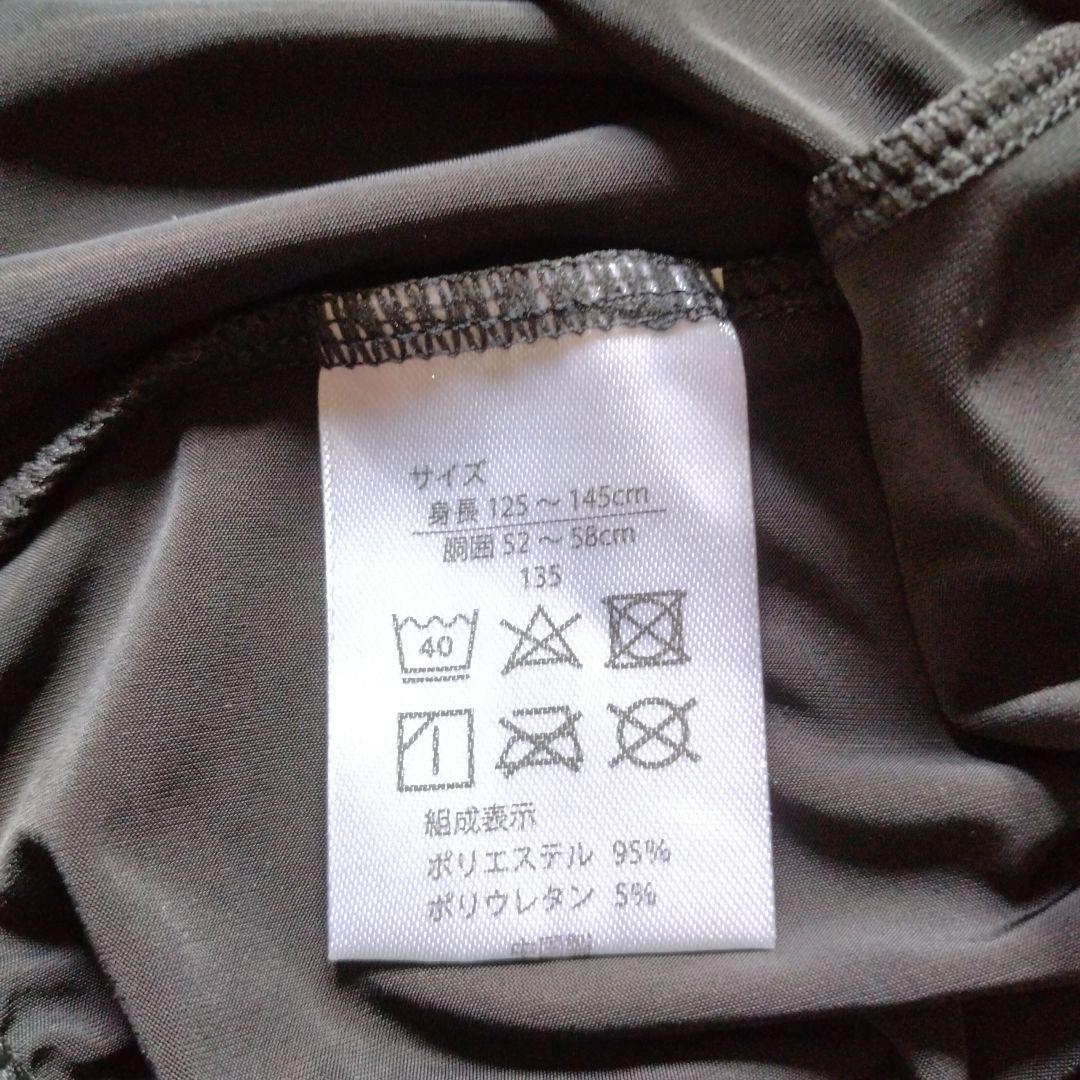 サイズ
身長 125 ～ 145cm
胴囲 52 ～ 58cm
135
40
組成表示
ポリエステル 95%
ポリウレタン 5%